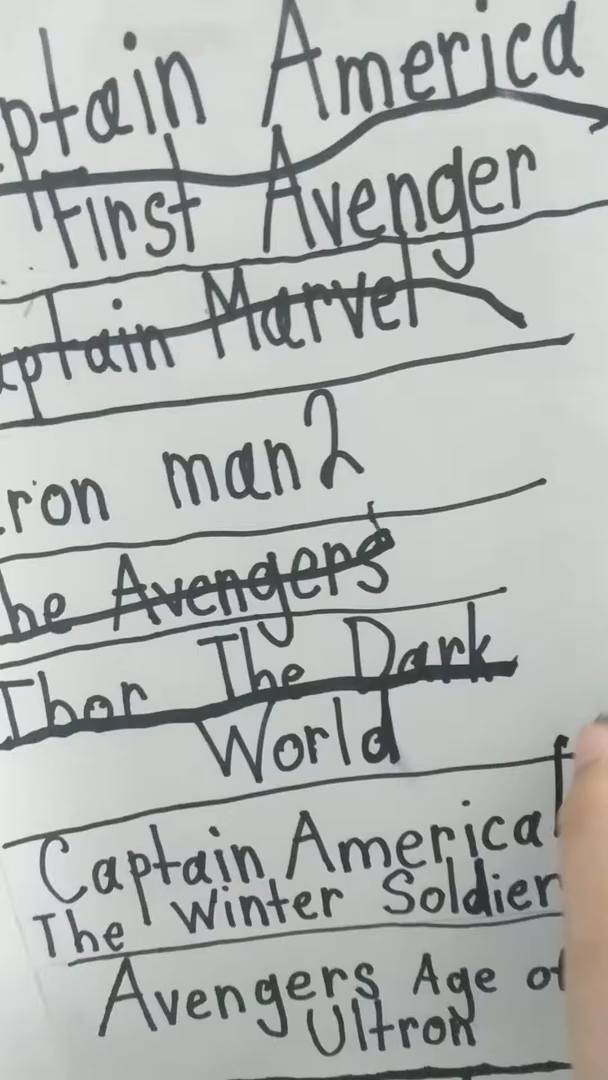 ptain America
First Avenger
aptain Marvel
ron man 2
he Avengers
Thor The Dark
World
Captain America
The Winter Soldier
Avengers Age of
Ultron